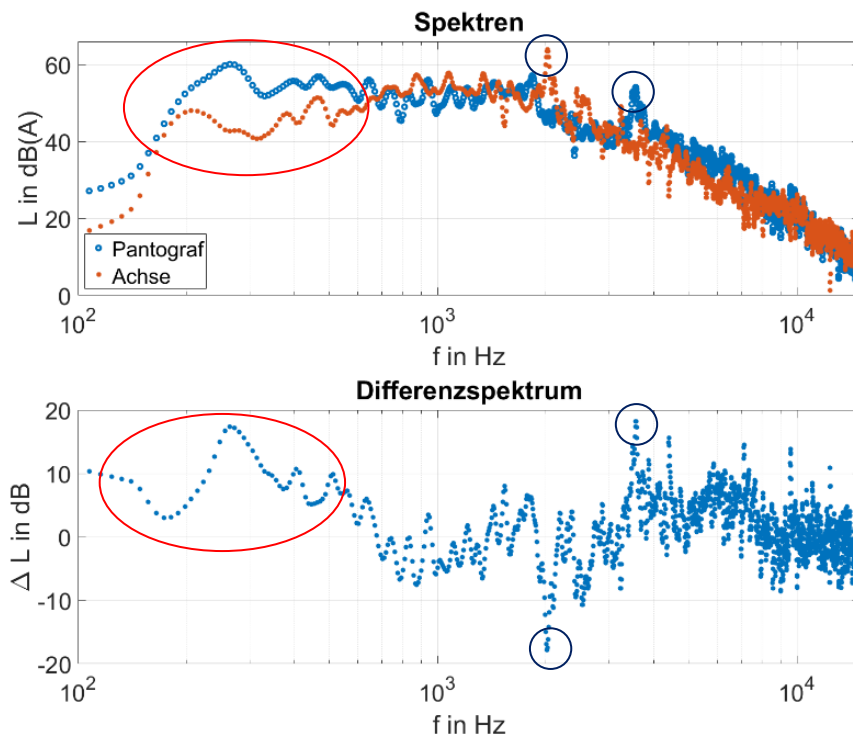 Spektren
60
40
20
0
L in dB(A)
Pantograf
Achse
10²
10³
10⁴
f in Hz
Differenzspektrum
20
10
0
-10
-20
Δ L in dB
10²
10³
10⁴
f in Hz